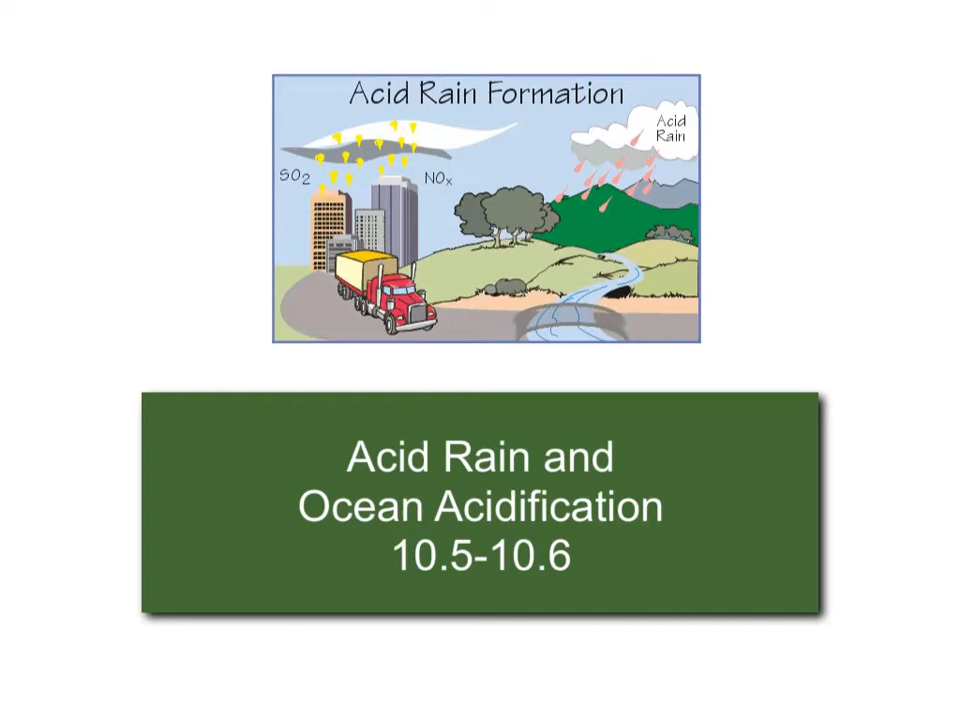 Acid Rain Formation
Acid
Rain
SO2
NOx
Acid Rain and
Ocean Acidification
10.5-10.6